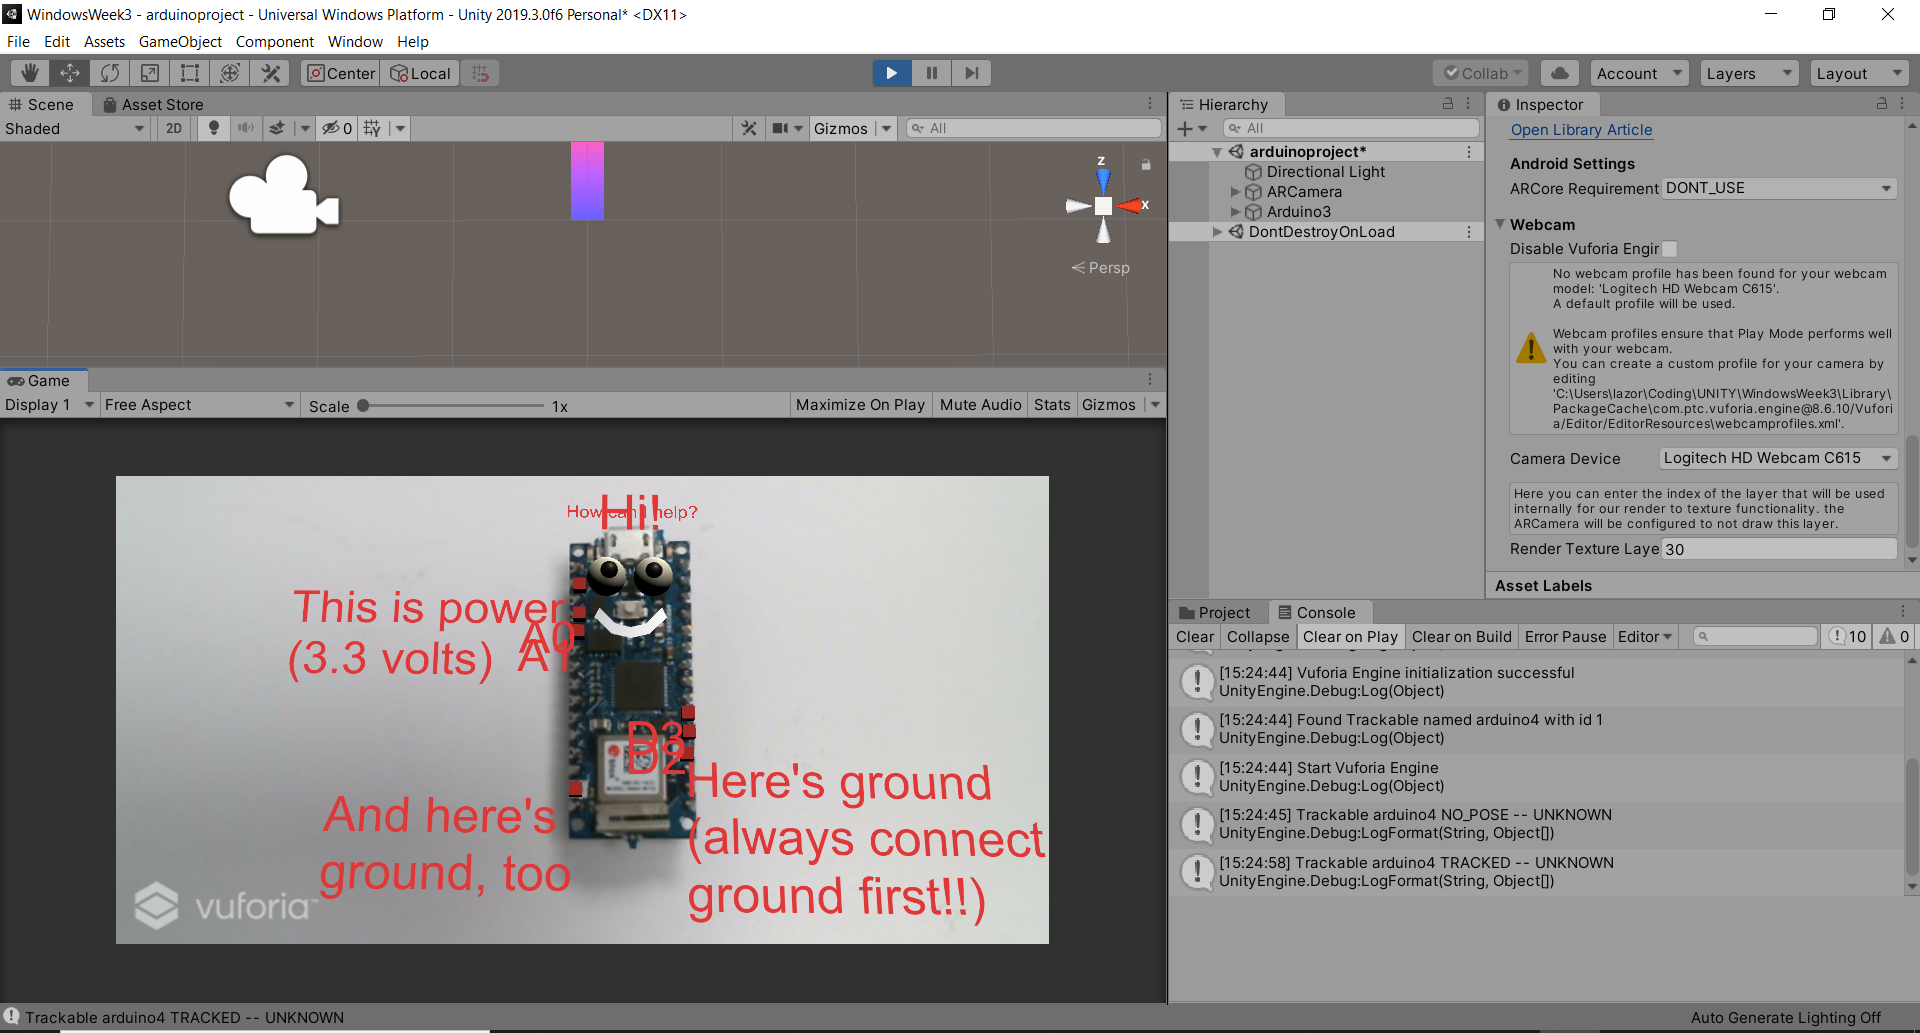 WindowsWeek3 - arduinoproject - Universal Windows Platform - Unity 2019.3.0f6 Personal* <DX11>
File Edit Assets GameObject Component Window Help
Center Local
Collab Account Layers Layout
Scene Asset Store
Shaded 2D 0 Gizmos All
z
x
Persp
Game
Display 1 Free Aspect Scale 1x Maximize On Play Mute Audio Stats Gizmos
Hi!
How can I help?
This is power
(3.3 volts)
A0
A1
D3
D2
Here's ground
(always connect
ground first!!)
And here's
ground, too
vuforia™
Hierarchy
All
arduinoproject*
Directional Light
ARCamera
Arduino3
DontDestroyOnLoad
Inspector
Open Library Article
Android Settings
ARCore Requirement DONT_USE
Webcam
Disable Vuforia Engir
No webcam profile has been found for your webcam
model: 'Logitech HD Webcam C615'.
A default profile will be used.
Webcam profiles ensure that Play Mode performs well
with your webcam.
You can create a custom profile for your camera by
editing
'C:\Users\lazor\Coding\UNITY\WindowsWeek3\Library\
PackageCache\com.ptc.vuforia.engine@8.6.10/Vufori
a/Editor/EditorResources\webcamprofiles.xml'.
Camera Device Logitech HD Webcam C615
Here you can enter the index of the layer that will be used
internally for our render to texture functionality. the
ARCamera will be configured to not draw this layer.
Render Texture Laye 30
Asset Labels
Project Console
Clear Collapse Clear on Play Clear on Build Error Pause Editor 10 0
[15:24:44] Vuforia Engine initialization successful
UnityEngine.Debug:Log(Object)
[15:24:44] Found Trackable named arduino4 with id 1
UnityEngine.Debug:Log(Object)
[15:24:44] Start Vuforia Engine
UnityEngine.Debug:Log(Object)
[15:24:45] Trackable arduino4 NO_POSE -- UNKNOWN
UnityEngine.Debug:LogFormat(String, Object[])
[15:24:58] Trackable arduino4 TRACKED -- UNKNOWN
UnityEngine.Debug:LogFormat(String, Object[])
Trackable arduino4 TRACKED -- UNKNOWN
Auto Generate Lighting Off